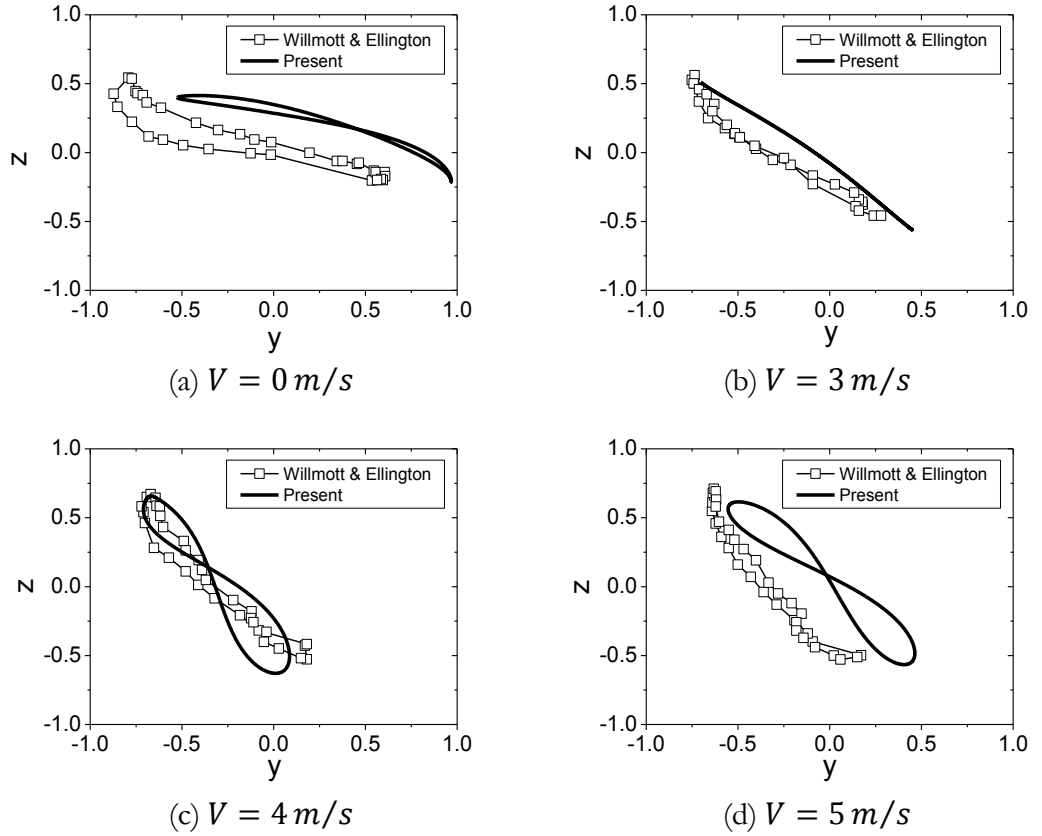 1.0
Willmott & Ellington
Present
0.5
0.0
z
-0.5
-1.0
-1.0 -0.5 0.0 0.5 1.0
y
(a) V = 0 m/s
1.0
Willmott & Ellington
Present
0.5
0.0
z
-0.5
-1.0
-1.0 -0.5 0.0 0.5 1.0
y
(b) V = 3 m/s
1.0
Willmott & Ellington
Present
0.5
0.0
z
-0.5
-1.0
-1.0 -0.5 0.0 0.5 1.0
y
(c) V = 4 m/s
1.0
Willmott & Ellington
Present
0.5
0.0
z
-0.5
-1.0
-1.0 -0.5 0.0 0.5 1.0
y
(d) V = 5 m/s